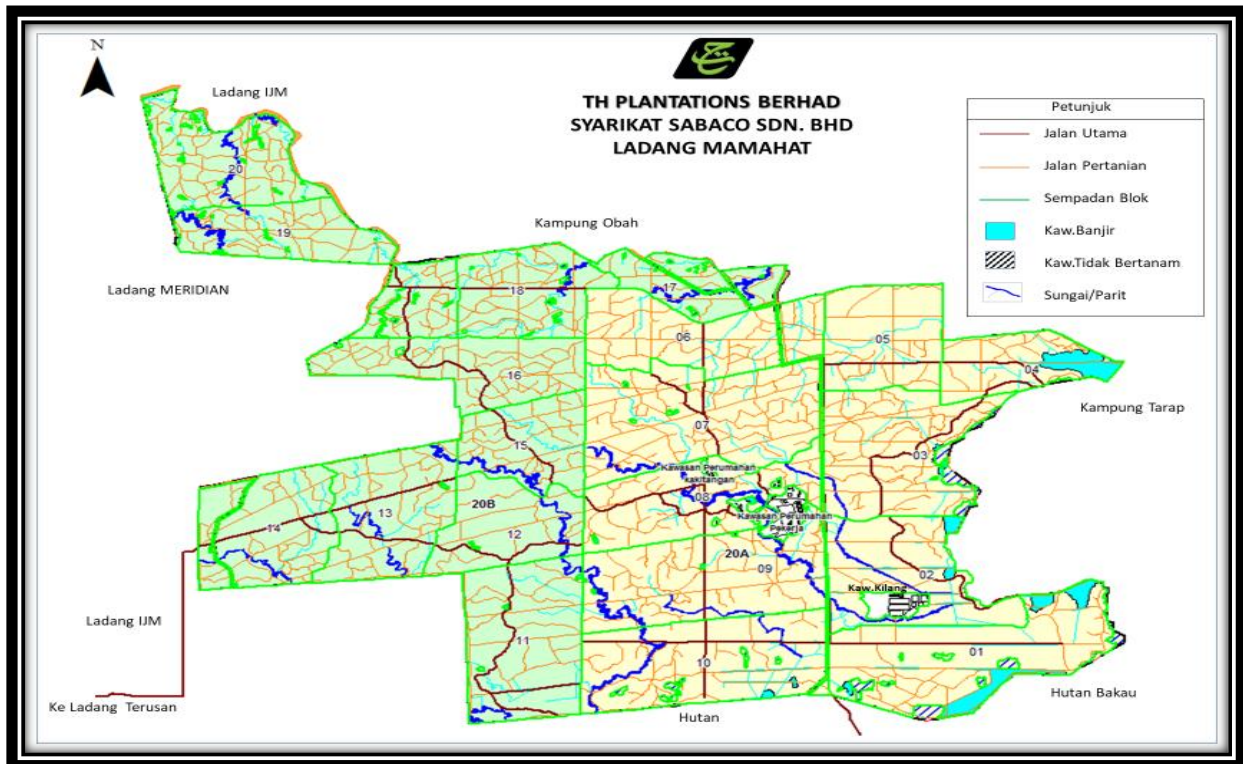 N
TH PLANTATIONS BERHAD
SYARIKAT SABACO SDN. BHD
LADANG MAMAHAT
Petunjuk
Jalan Utama
Jalan Pertanian
Sempadan Blok
Kaw.Banjir
Kaw.Tidak Bertanam
Sungai/Parit
Ladang IJM
20
19
Kampung Obah
Ladang MERIDIAN
18
17
06
05
04
16
Kampung Tarap
07
15
03
Kawasan Perumahan
kakitangan
08
20B
13
14
12
Kawasan Perumahan
Pekerja
20A
09
02
Kaw.Kilang
Ladang IJM
11
10
01
Hutan Bakau
Ke Ladang Terusan
Hutan